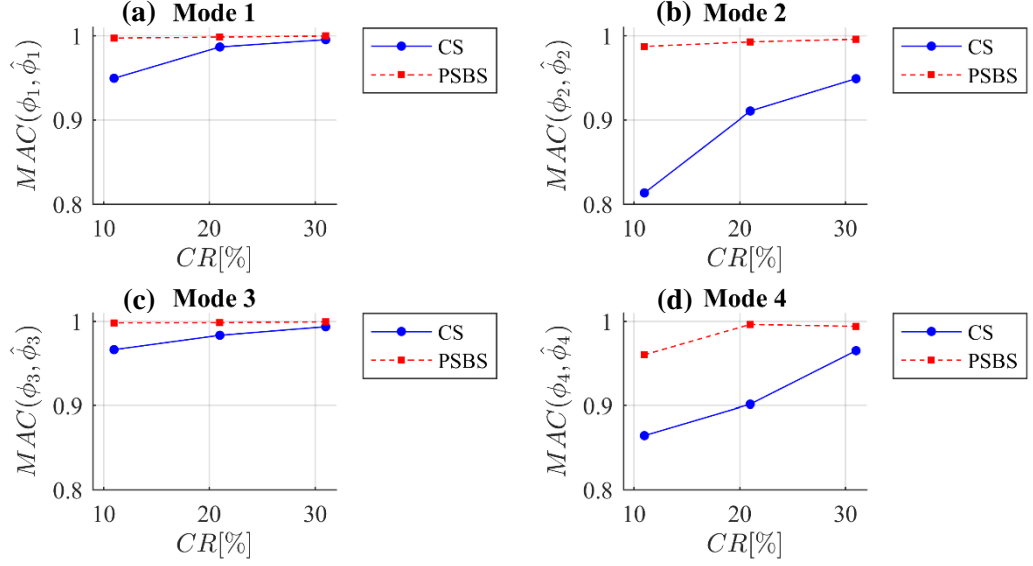 (a) Mode 1
MAC(ϕ₁, ϕ̂₁)
1
0.9
0.8
10 20 30
CR[%]
CS
PSBS
(b) Mode 2
MAC(ϕ₂, ϕ̂₂)
1
0.9
0.8
10 20 30
CR[%]
CS
PSBS
(c) Mode 3
MAC(ϕ₃, ϕ̂₃)
1
0.9
0.8
10 20 30
CR[%]
CS
PSBS
(d) Mode 4
MAC(ϕ₄, ϕ̂₄)
1
0.9
0.8
10 20 30
CR[%]
CS
PSBS